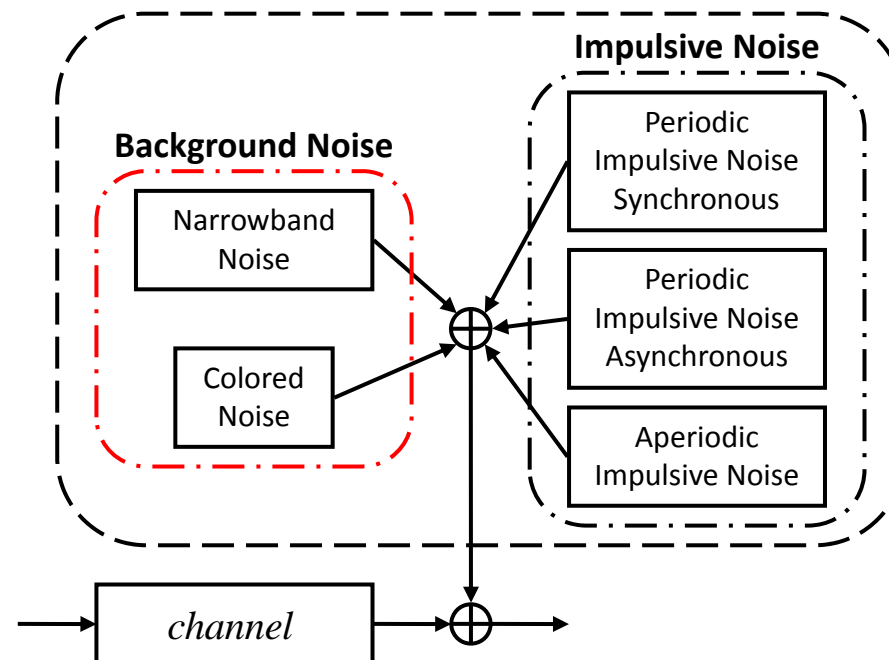 Impulsive Noise
Background Noise
Narrowband
Noise
Colored
Noise
Periodic
Impulsive Noise
Synchronous
Periodic
Impulsive Noise
Asynchronous
Aperiodic
Impulsive Noise
channel